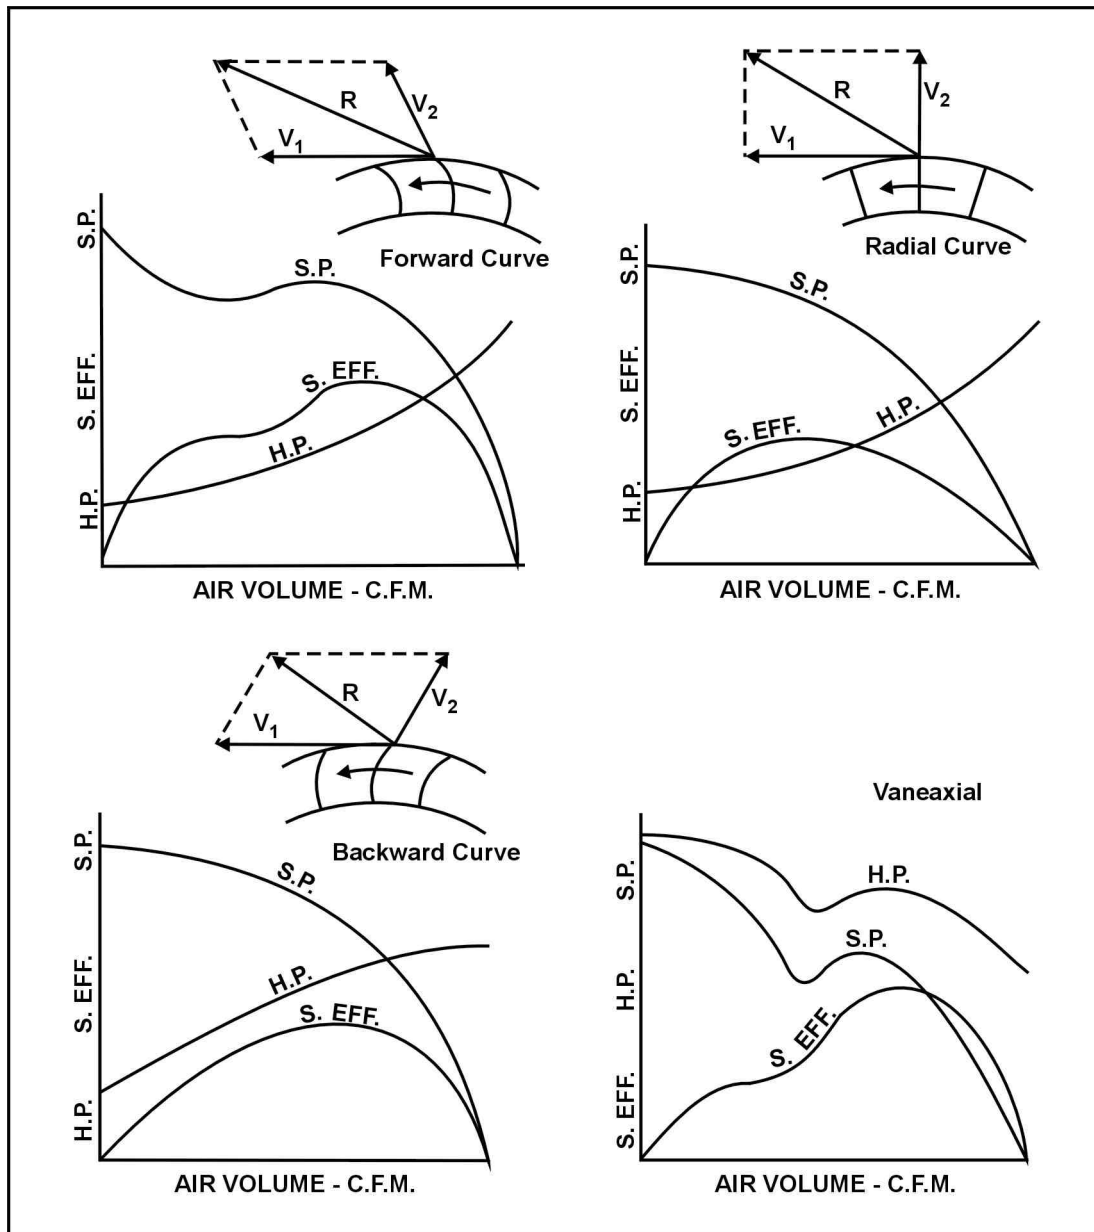 R
V2
V1
Forward Curve
S.P.
S. EFF.
H.P.
S.P.
S. EFF.
H.P.
AIR VOLUME - C.F.M.
R
V2
V1
Radial Curve
S.P.
S. EFF.
H.P.
S.P.
H.P.
S. EFF.
AIR VOLUME - C.F.M.
R
V2
V1
Backward Curve
S.P.
S. EFF.
H.P.
S.P.
H.P.
S. EFF.
AIR VOLUME - C.F.M.
Vaneaxial
S.P.
H.P.
S. EFF.
H.P.
S.P.
S. EFF.
AIR VOLUME - C.F.M.